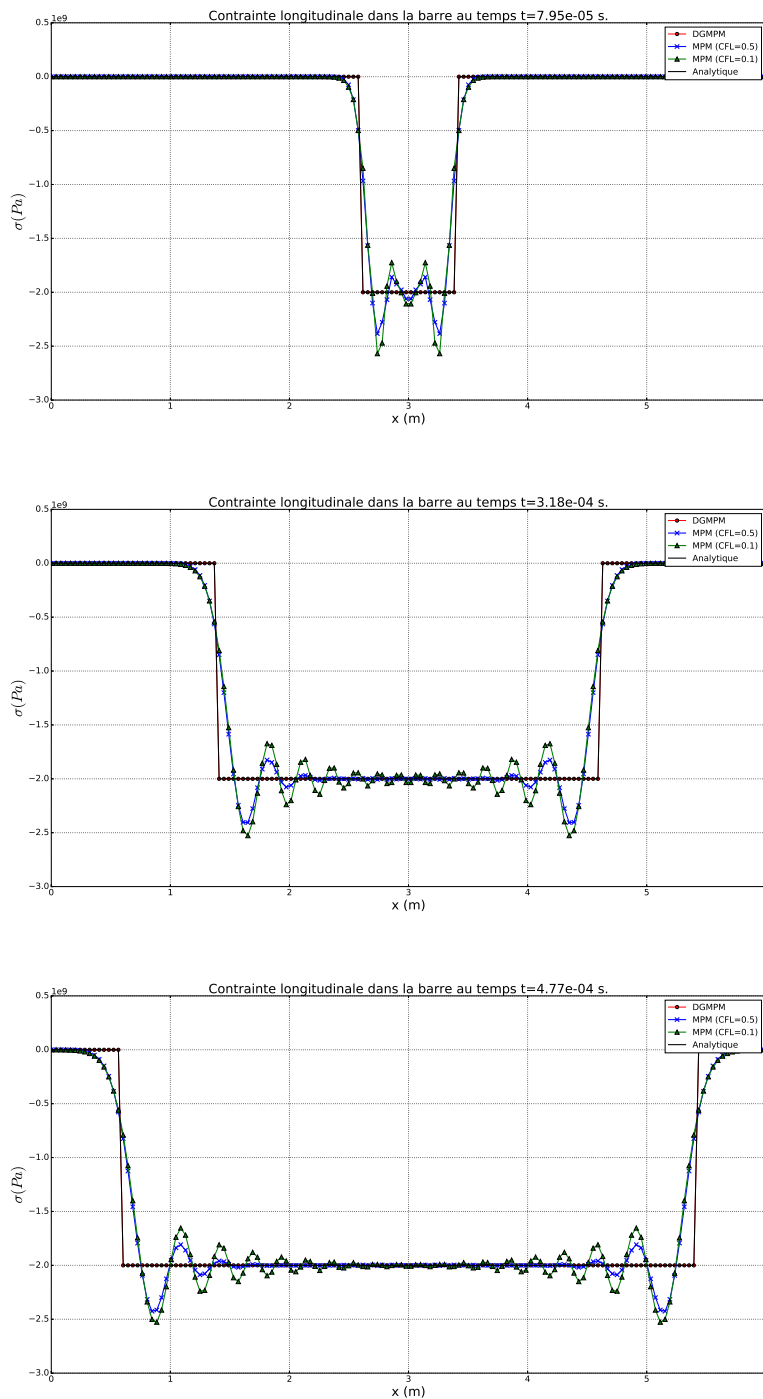 Contrainte longitudinale dans la barre au temps t=7.95e-05 s.
1e9
0.5
0.0
−0.5
−1.0
−1.5
−2.0
−2.5
−3.0
σ(Pa)
DGMPM
MPM (CFL=0.5)
MPM (CFL=0.1)
Analytique
0 1 2 3 4 5
x (m)
Contrainte longitudinale dans la barre au temps t=3.18e-04 s.
1e9
0.5
0.0
−0.5
−1.0
−1.5
−2.0
−2.5
−3.0
σ(Pa)
DGMPM
MPM (CFL=0.5)
MPM (CFL=0.1)
Analytique
0 1 2 3 4 5
x (m)
Contrainte longitudinale dans la barre au temps t=4.77e-04 s.
1e9
0.5
0.0
−0.5
−1.0
−1.5
−2.0
−2.5
−3.0
σ(Pa)
DGMPM
MPM (CFL=0.5)
MPM (CFL=0.1)
Analytique
0 1 2 3 4 5
x (m)